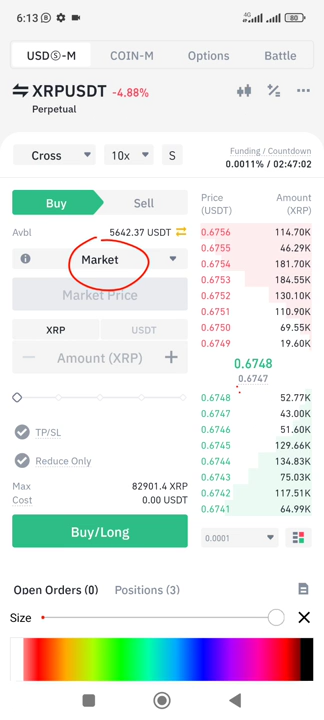 6:13
4G
80
USDⓈ-M
COIN-M
Options
Battle
XRPUSDT -4.88%
Perpetual
Cross
10x
S
Funding / Countdown
0.0011% / 02:47:02
Buy
Sell
Avbl
5642.37 USDT
Market
Market Price
XRP
USDT
Amount (XRP)
TP/SL
Reduce Only
Max
82901.4 XRP
Cost
0.00 USDT
Buy/Long
Price (USDT)
Amount (XRP)
0.6756 114.70K
0.6755 46.29K
0.6754 181.70K
0.6753 184.55K
0.6752 130.10K
0.6751 110.90K
0.6750 69.55K
0.6749 19.60K
0.6748
0.6747
0.6748 52.77K
0.6747 43.00K
0.6746 51.60K
0.6745 129.66K
0.6744 134.83K
0.6743 75.03K
0.6742 117.51K
0.6741 64.99K
0.0001
Open Orders (0)
Positions (3)
Size